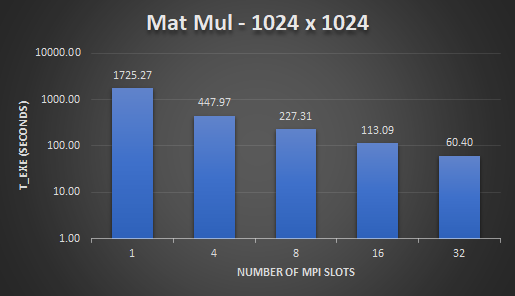 Mat Mul - 1024 x 1024
T_EXE (SECONDS)
10000.00
1000.00
100.00
10.00
1.00
1725.27
447.97
227.31
113.09
60.40
1 4 8 16 32
NUMBER OF MPI SLOTS